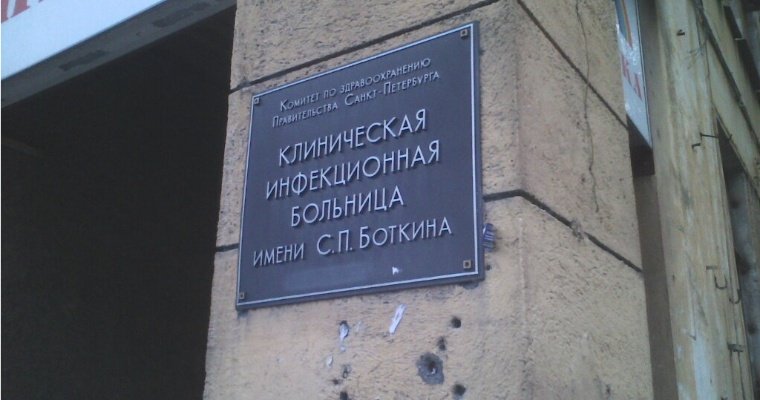 Комитет по здравоохранению
Правительства Санкт-Петербурга
КЛИНИЧЕСКАЯ
ИНФЕКЦИОННАЯ
БОЛЬНИЦА
ИМЕНИ С.П. БОТКИНА